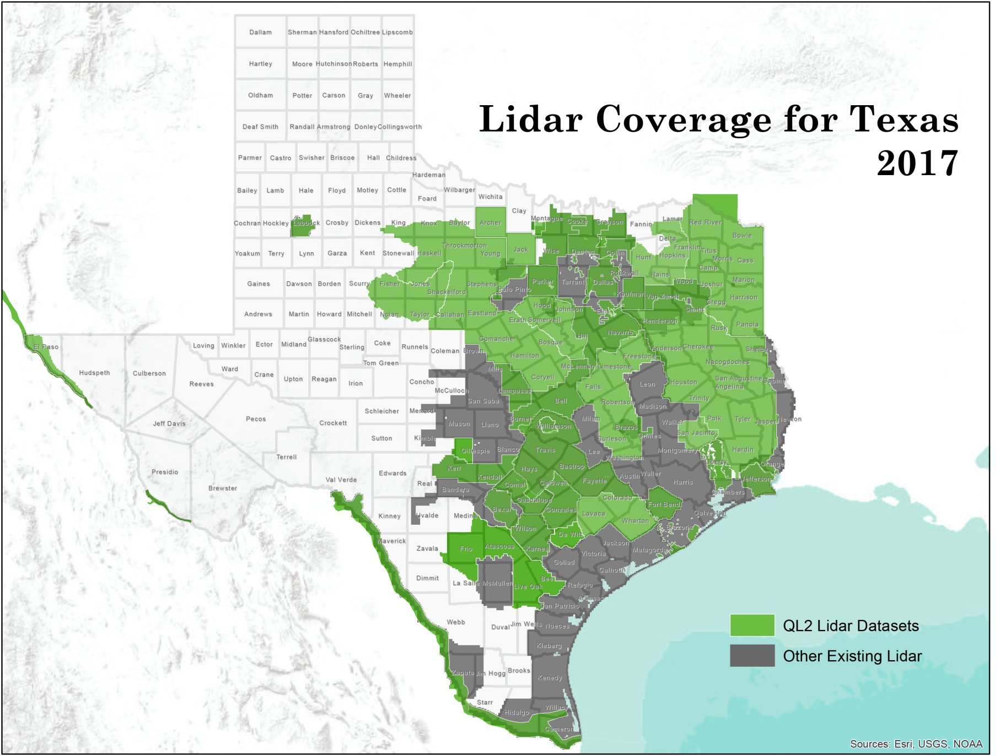 Lidar Coverage for Texas
2017
Dallam Sherman Hansford Ochiltree Lipscomb
Hartley Moore Hutchinson Roberts Hemphill
Oldham Potter Carson Gray Wheeler
Deaf Smith Randall Armstrong Donley Collingsworth
Parmer Castro Swisher Briscoe Hall Childress
Hardeman
Bailey Lamb Hale Floyd Motley Cottle Foard Wilbarger Wichita
Clay
Cochran Hockley Lubbock Crosby Dickens King Knox Baylor Archer Montague Cooke Grayson Fannin Lamar Red River
Bowie
Delta
Yoakum Terry Lynn Garza Kent Stonewall Haskell Throckmorton Young Jack Wise Denton Collin Hunt Hopkins Franklin Titus
Morris Cass
Camp
Rockwall Rains Wood Upshur Marion
Gaines Dawson Borden Scurry Fisher Jones Shackelford Stephens Palo Pinto Parker Tarrant Dallas
Kaufman Van Zandt Gregg Harrison
Smith
Andrews Martin Howard Mitchell Nolan Taylor Callahan Eastland Erath Hood Somervell Johnson Ellis Henderson Rusk Panola
El Paso Loving Winkler Ector Midland Glasscock Sterling Coke Runnels Coleman Brown Comanche Bosque Hill Navarro
Anderson Cherokee Shelby
Hudspeth Culberson Reeves Ward Crane Upton Reagan Irion Tom Green Concho McCulloch Mills Hamilton McLennan Limestone Freestone
Nacogdoches
Coryell Falls Leon Houston San Augustine Sabine
Angelina
San Saba Lampasas Bell Robertson Madison Trinity
Jeff Davis Pecos Crockett Schleicher Menard Mason Llano Burnet Williamson Milam Brazos Walker Polk Tyler Jasper Newton
Sutton Kimble Burleson Grimes San Jacinto
Gillespie Blanco Travis Lee Washington Montgomery Hardin
Terrell Liberty Orange
Presidio Brewster Val Verde Edwards Real Kerr Kendall Hays Bastrop Austin Waller Harris Jefferson
Bandera Comal Caldwell Fayette Colorado Chambers
Kinney Uvalde Medina Bexar Guadalupe Gonzales Lavaca Wharton Fort Bend Galveston
Wilson De Witt Brazoria
Maverick Zavala Frio Atascosa Karnes Jackson Matagorda
Goliad Victoria
Calhoun
Dimmit La Salle McMullen Live Oak Bee Refugio
Aransas
San Patricio
Webb Duval Jim Wells Nueces
Kleberg
Zapata Jim Hogg Brooks Kenedy
Starr Hidalgo Willacy
Cameron
QL2 Lidar Datasets
Other Existing Lidar
Sources: Esri, USGS, NOAA